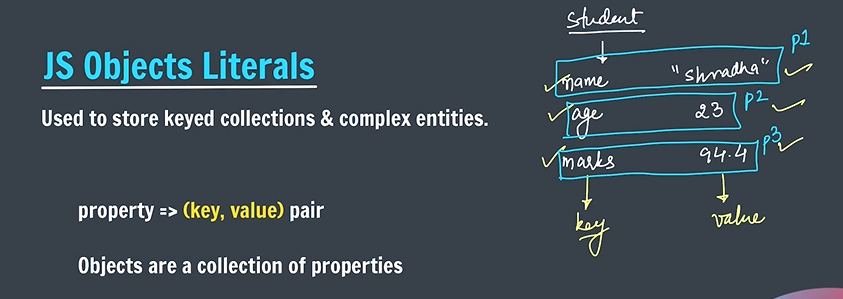 JS Objects Literals
Used to store keyed collections & complex entities.
property => (key, value) pair
Objects are a collection of properties
student
name "shradha" p1
age 23 p2
marks 94.4 p3
key value